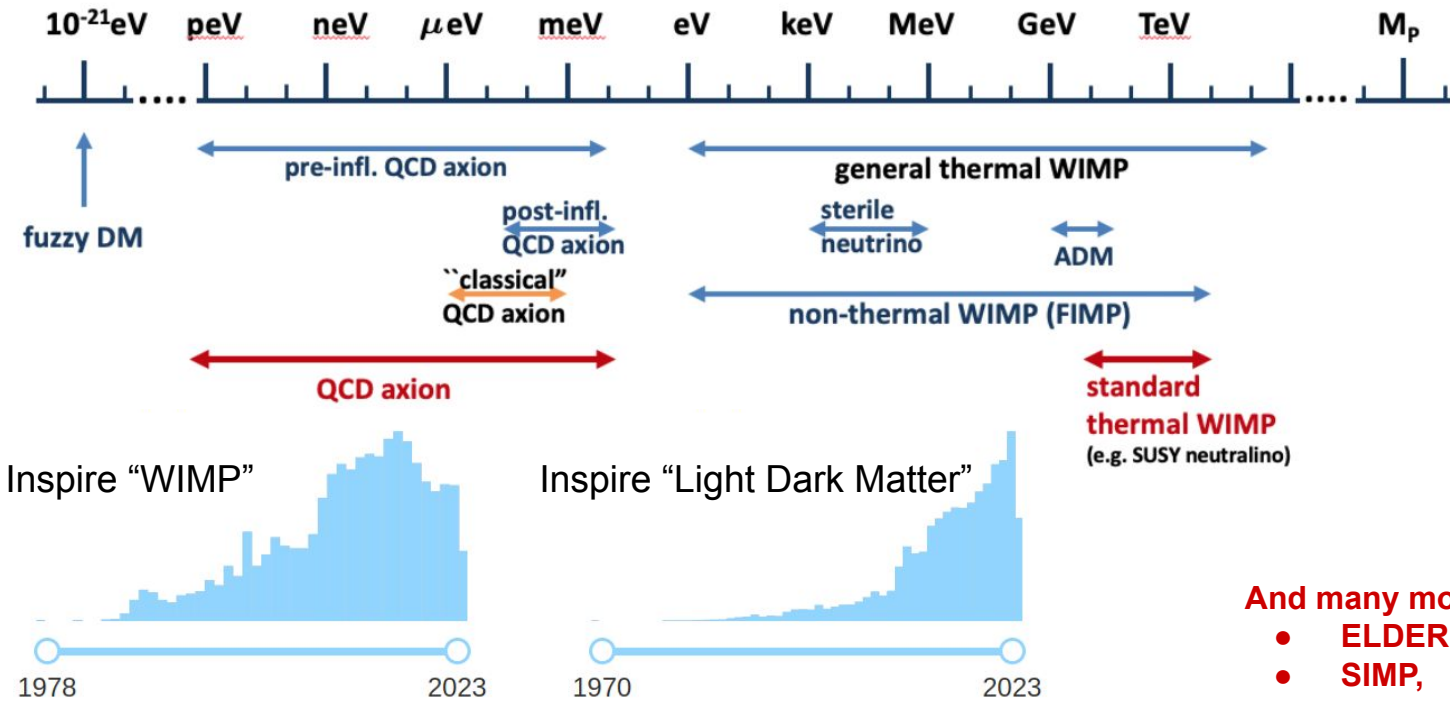 10⁻²¹eV peV neV μeV meV eV keV MeV GeV TeV Mₚ
pre-infl. QCD axion
general thermal WIMP
fuzzy DM
post-infl.
QCD axion
sterile
neutrino
ADM
``classical”
QCD axion
non-thermal WIMP (FIMP)
QCD axion
standard
thermal WIMP
(e.g. SUSY neutralino)
Inspire “WIMP”
Inspire “Light Dark Matter”
1978 2023
1970 2023
And many
● ELDER
● SIMP,